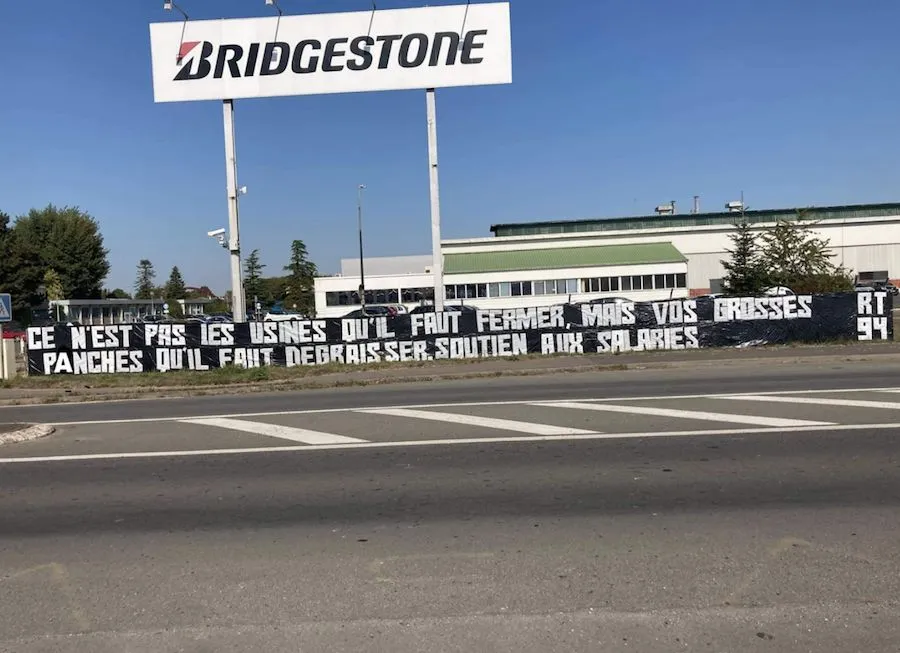 BRIDGESTONE
CE N'EST PAS LES USINES QU'IL FAUT FERMER, MAIS VOS GROSSES
PANCHES QU'IL FAUT DEGRAISSER. SOUTIEN AUX SALARIES
RT
94